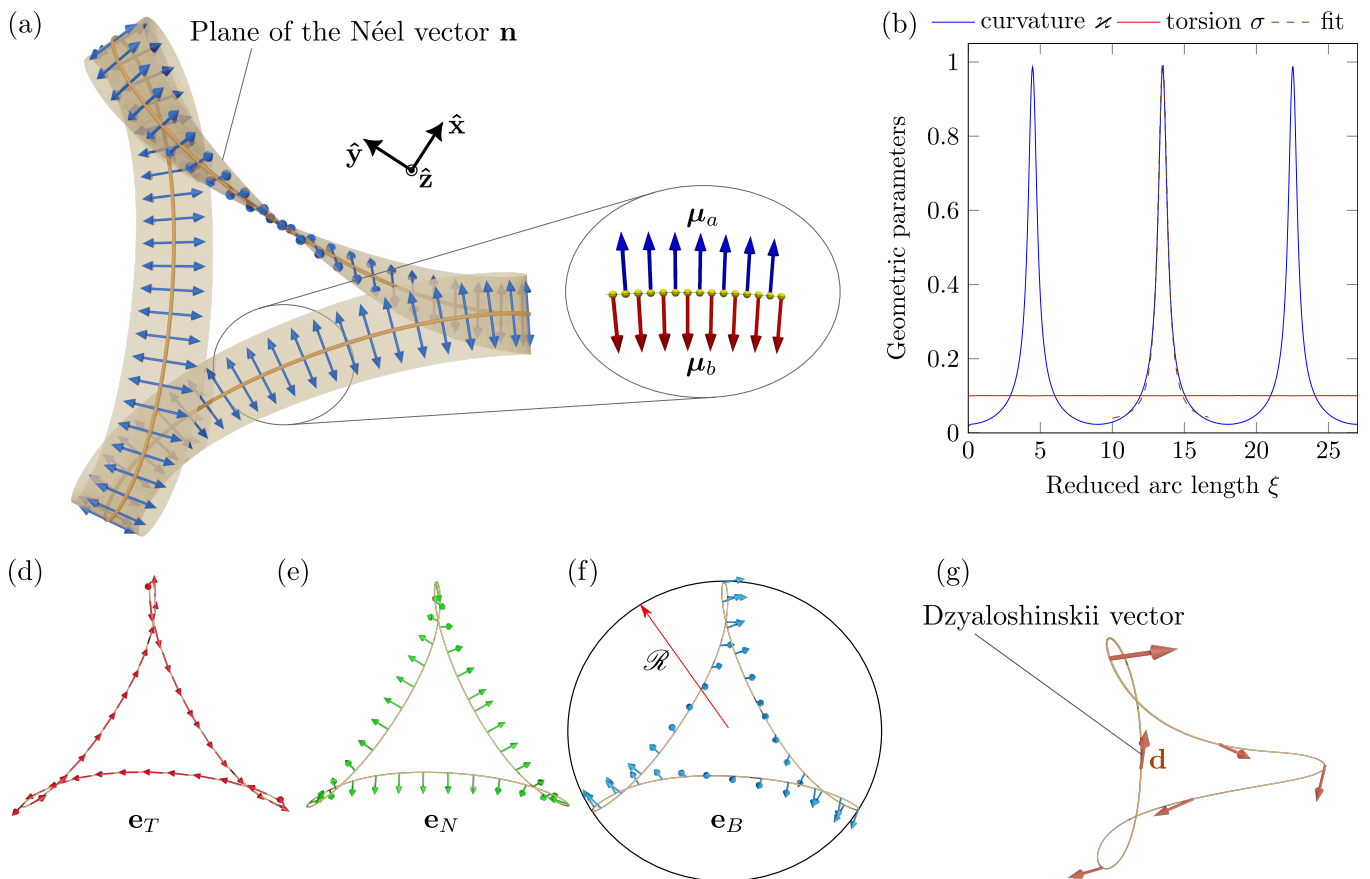 (a)
Plane of the Néel vector n
x̂
ŷ
ẑ
μₐ
μ_b
(b)
curvature ϰ torsion σ fit
Geometric parameters
1
0.8
0.6
0.4
0.2
0
0 5 10 15 20 25
Reduced arc length ξ
(d)
e_T
(e)
e_N
(f)
ℛ
e_B
(g)
Dzyaloshinskii vector
d